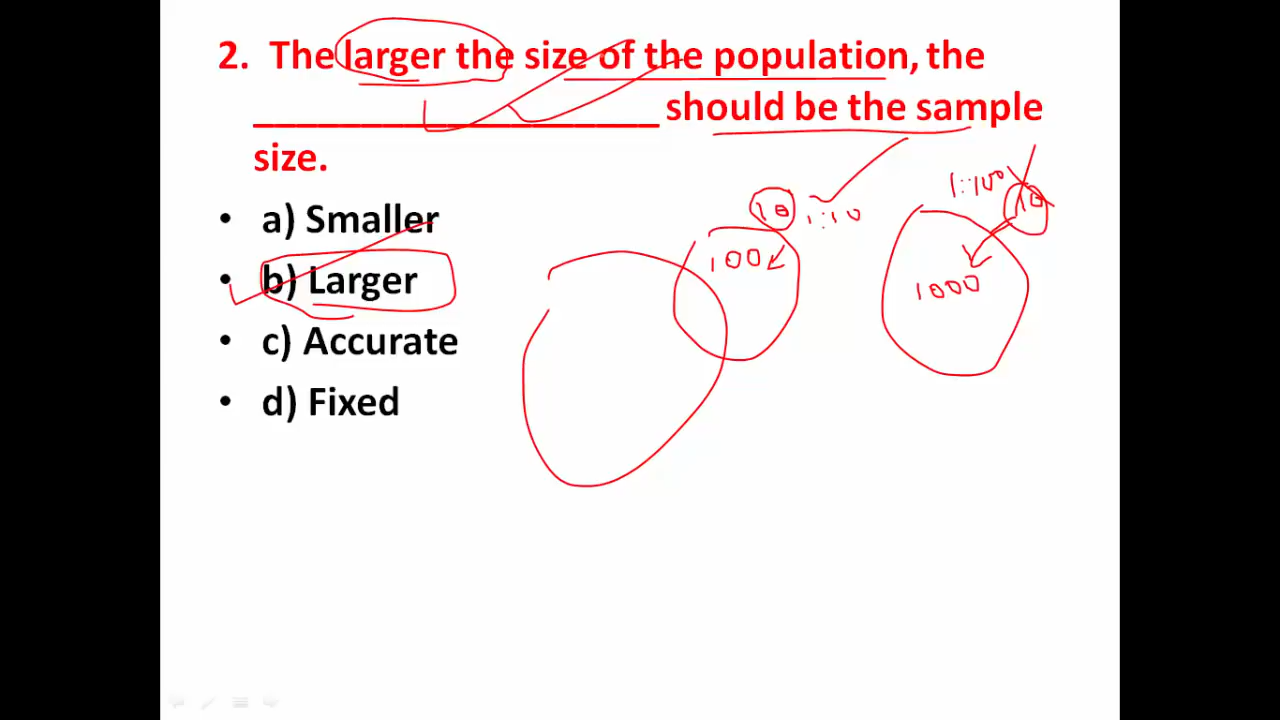 2. The larger the size of the population, the
____________________ should be the sample
size.
• a) Smaller
• b) Larger
• c) Accurate
• d) Fixed
10 1:10
100
1:100 10
1000